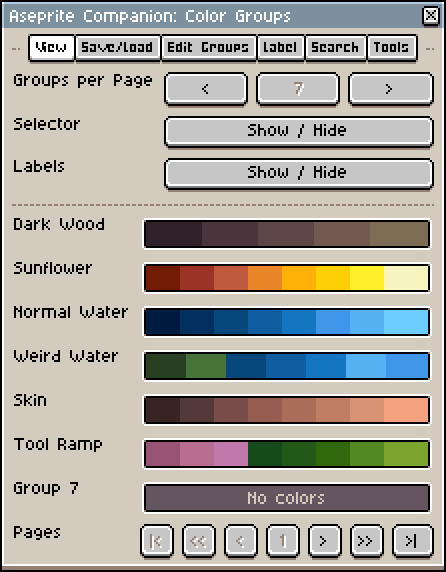 Aseprite Companion: Color Groups
View Save/Load Edit Groups Label Search Tools
Groups per Page < 7 >
Selector Show / Hide
Labels Show / Hide
Dark Wood
Sunflower
Normal Water
Weird Water
Skin
Tool Ramp
Group 7 No colors
Pages |< << < 1 > >> >|